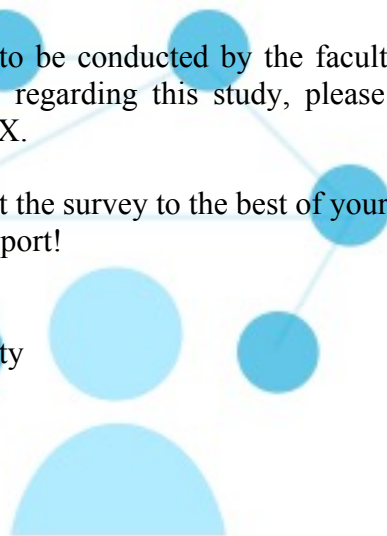 to be conducted by the facult
regarding this study, please
X.
t the survey to the best of your
port!
ty